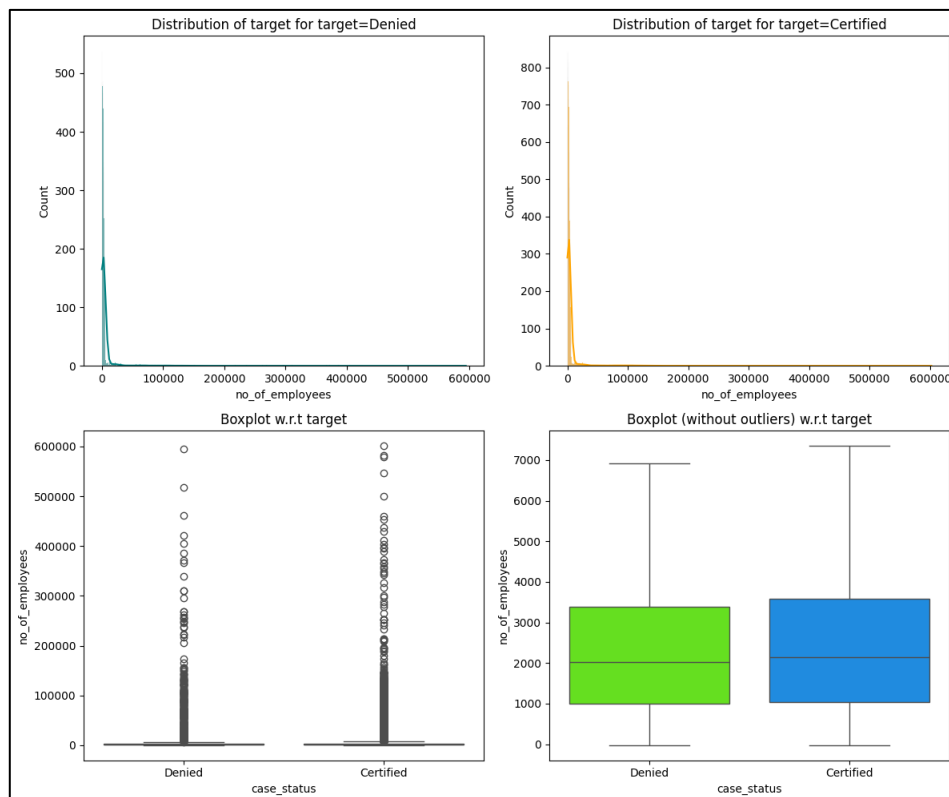 Distribution of target for target=Denied
Count
500
400
300
200
100
0
0 100000 200000 300000 400000 500000 600000
no_of_employees
Distribution of target for target=Certified
Count
800
700
600
500
400
300
200
100
0
0 100000 200000 300000 400000 500000 600000
no_of_employees
Boxplot w.r.t target
no_of_employees
600000
500000
400000
300000
200000
100000
0
Denied Certified
case_status
Boxplot (without outliers) w.r.t target
no_of_employees
7000
6000
5000
4000
3000
2000
1000
0
Denied Certified
case_status